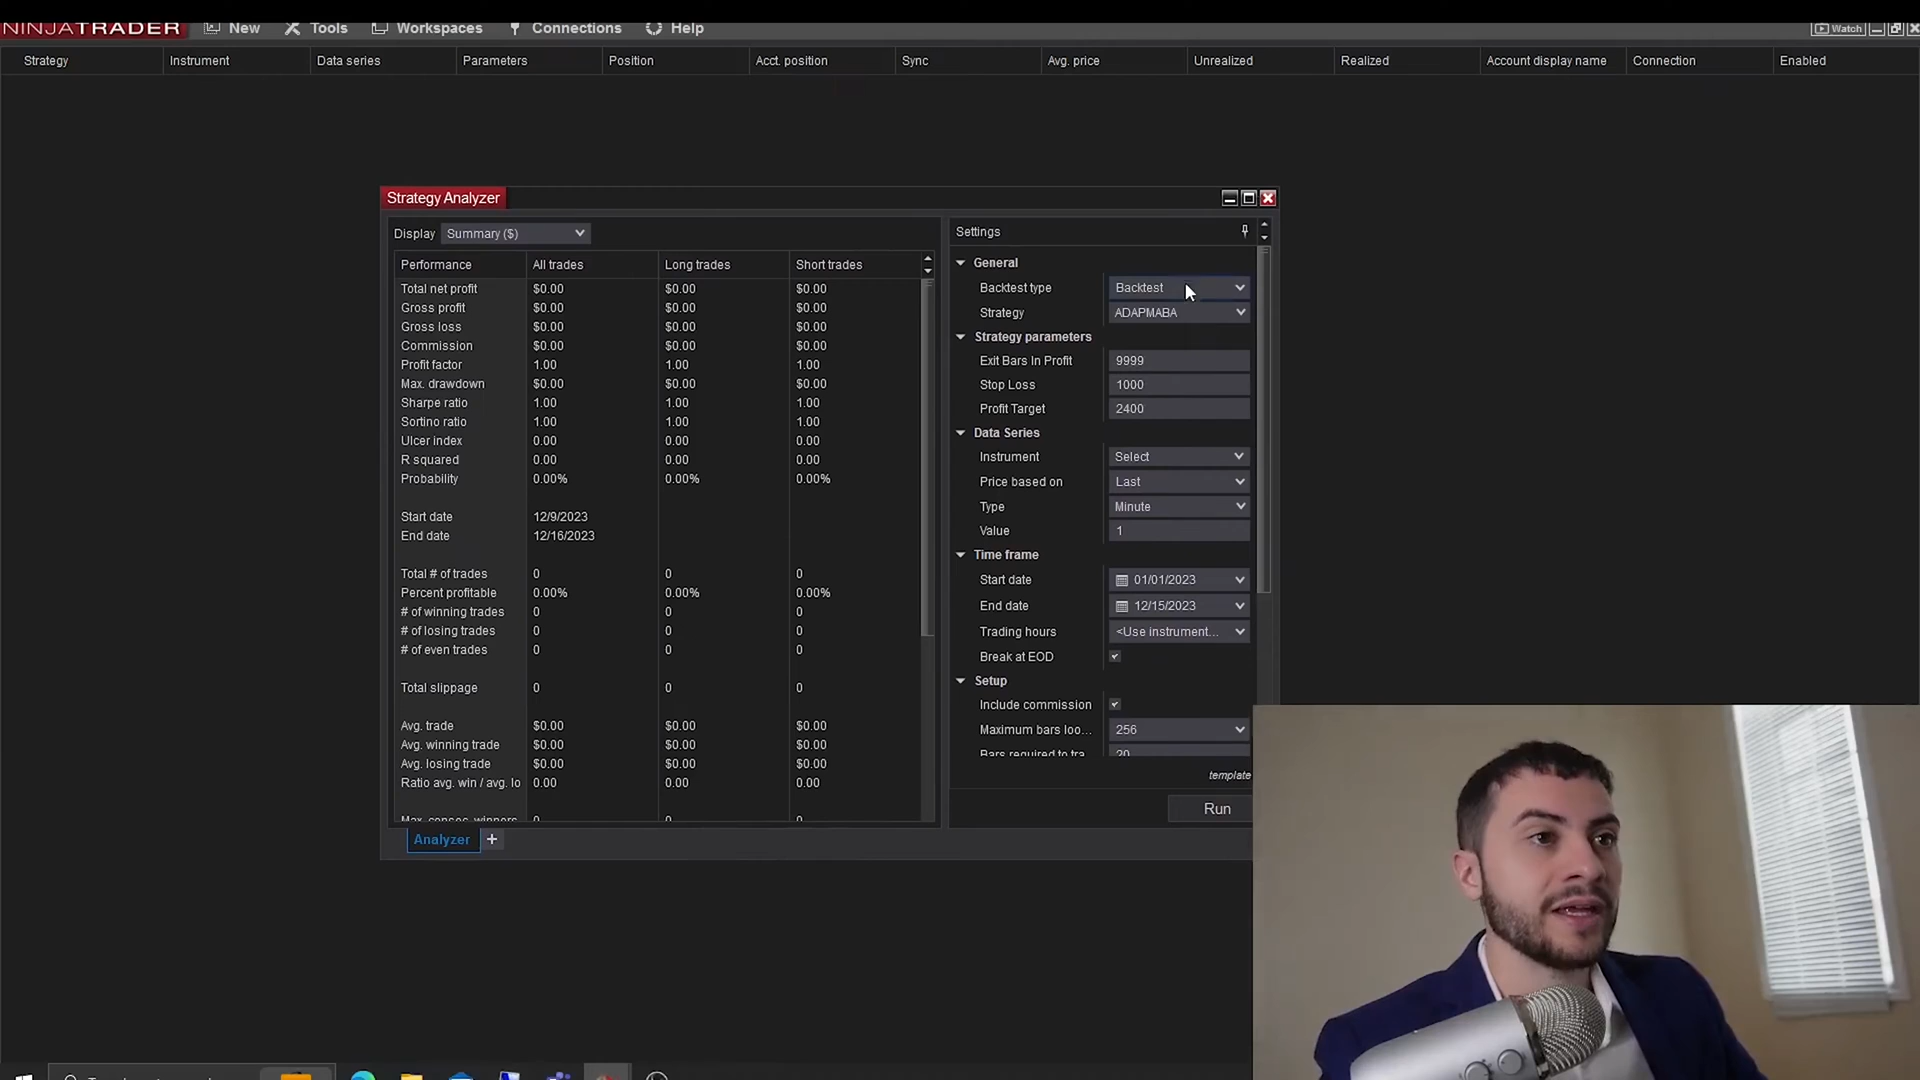 NINJATRADER New Tools Workspaces Connections Help Watch
Strategy Instrument Data series Parameters Position Acct. position Sync Avg. price Unrealized Realized Account display name Connection Enabled
Strategy Analyzer
Display Summary ($)
Performance All trades Long trades Short trades
Total net profit $0.00 $0.00 $0.00
Gross profit $0.00 $0.00 $0.00
Gross loss $0.00 $0.00 $0.00
Commission $0.00 $0.00 $0.00
Profit factor 1.00 1.00 1.00
Max. drawdown $0.00 $0.00 $0.00
Sharpe ratio 1.00 1.00 1.00
Sortino ratio 1.00 1.00 1.00
Ulcer index 0.00 0.00 0.00
R squared 0.00 0.00 0.00
Probability 0.00% 0.00% 0.00%
Start date 12/9/2023
End date 12/16/2023
Total # of trades 0 0 0
Percent profitable 0.00% 0.00% 0.00%
# of winning trades 0 0 0
# of losing trades 0 0 0
# of even trades 0 0 0
Total slippage 0 0 0
Avg. trade $0.00 $0.00 $0.00
Avg. winning trade $0.00 $0.00 $0.00
Avg. losing trade $0.00 $0.00 $0.00
Ratio avg. win / avg. lo 0.00 0.00 0.00
Max. consec. winners 0 0 0
Analyzer +
Settings
General
Backtest type Backtest
Strategy ADAPMABA
Strategy parameters
Exit Bars In Profit 9999
Stop Loss 1000
Profit Target 2400
Data Series
Instrument Select
Price based on Last
Type Minute
Value 1
Time frame
Start date 01/01/2023
End date 12/15/2023
Trading hours <Use instrument...
Break at EOD
Setup
Include commission
Maximum bars loo... 256
Bars required to tra... 20
template
Run